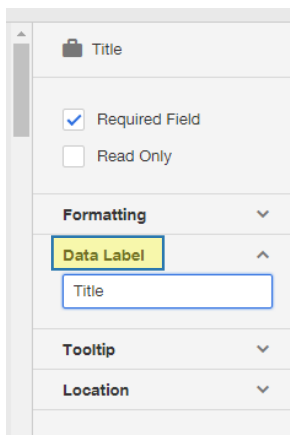 Title
Required Field
Read Only
Formatting
Data Label
Title
Tooltip
Location